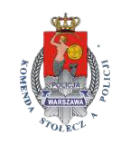 KOMENDA STOŁECZNA POLICJI
POLICJA
WARSZAWA